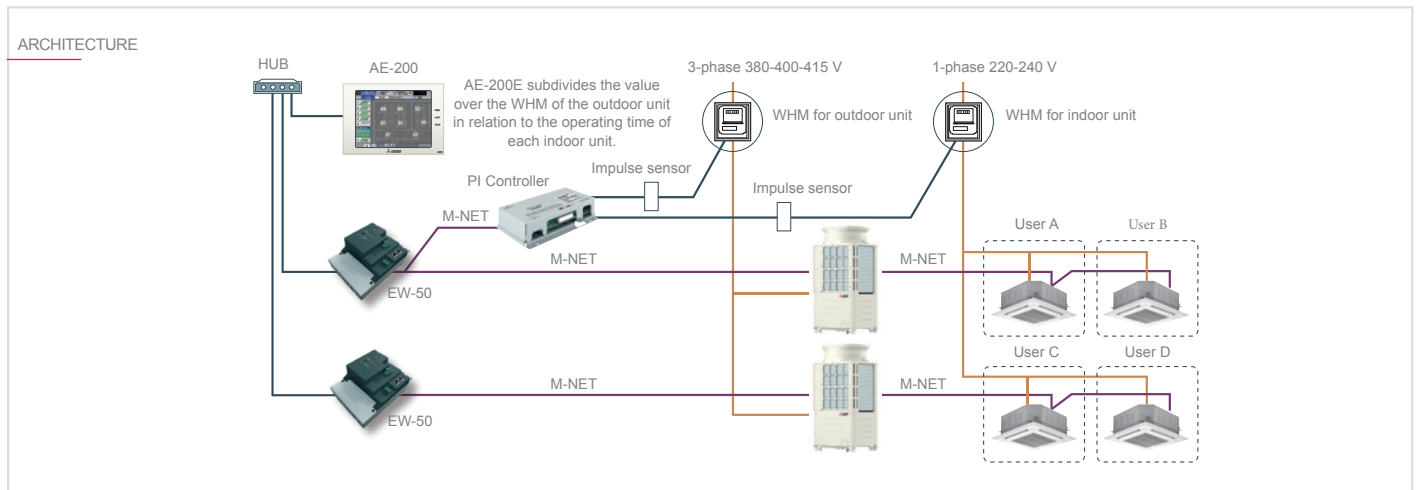 ARCHITECTURE
HUB
AE-200
AE-200E subdivides the value
over the WHM of the outdoor unit
in relation to the operating time of
each indoor unit.
3-phase 380-400-415 V
1-phase 220-240 V
WHM for outdoor unit
WHM for indoor unit
Impulse sensor
PI Controller
Impulse sensor
M-NET
User A
User B
M-NET
M-NET
EW-50
User C
User D
M-NET
M-NET
EW-50